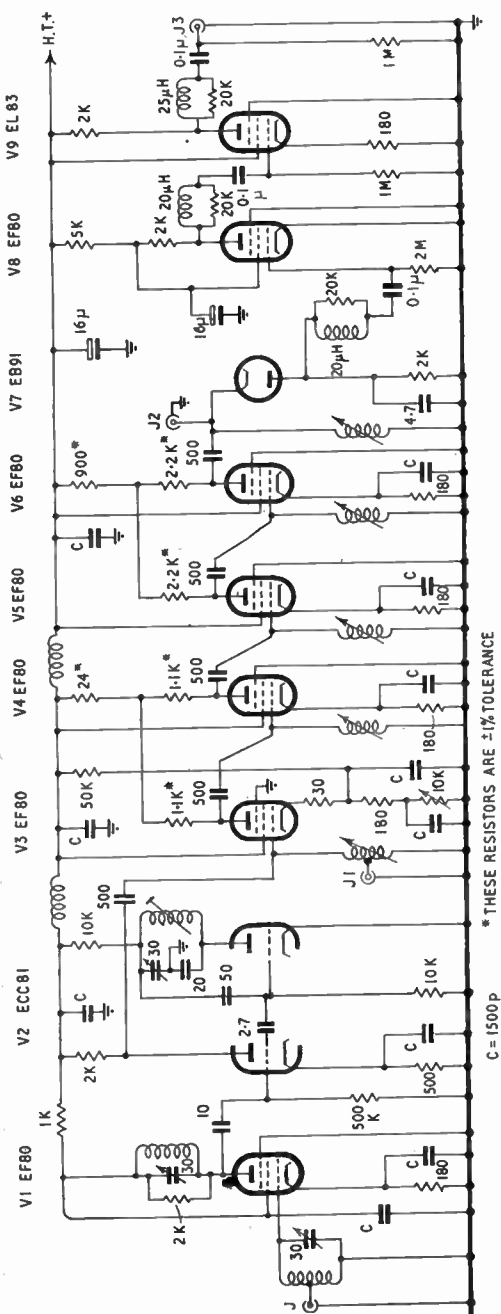 V1 EF80
V2 ECC81
V3 EF80
V4 EF80
V5 EF80
V6 EF80
V7 EB91
V8 EF80
V9 EL83
H.T.+
1K
2K
C
10K
C
50K
24*
C
900*
16µ
5K
2K
2K
30
2K
10
500
30
20
50
2·7
500
K
500
C
10K
1·1K*
500
1·1K*
500
2·2K*
500
2·2K*
500
J2
16µ
2K
20µH
20K
0·1
µ
25µH
20K
0·1µ
J3
J
30
C
180
C
J1
30
180
C
C
10K
180
C
180
C
180
C
4·7
2K
20µH
20K
0·1µ
2M
1M
180
1M
*THESE RESISTORS ARE ±1% TOLERANCE
C = 1500p